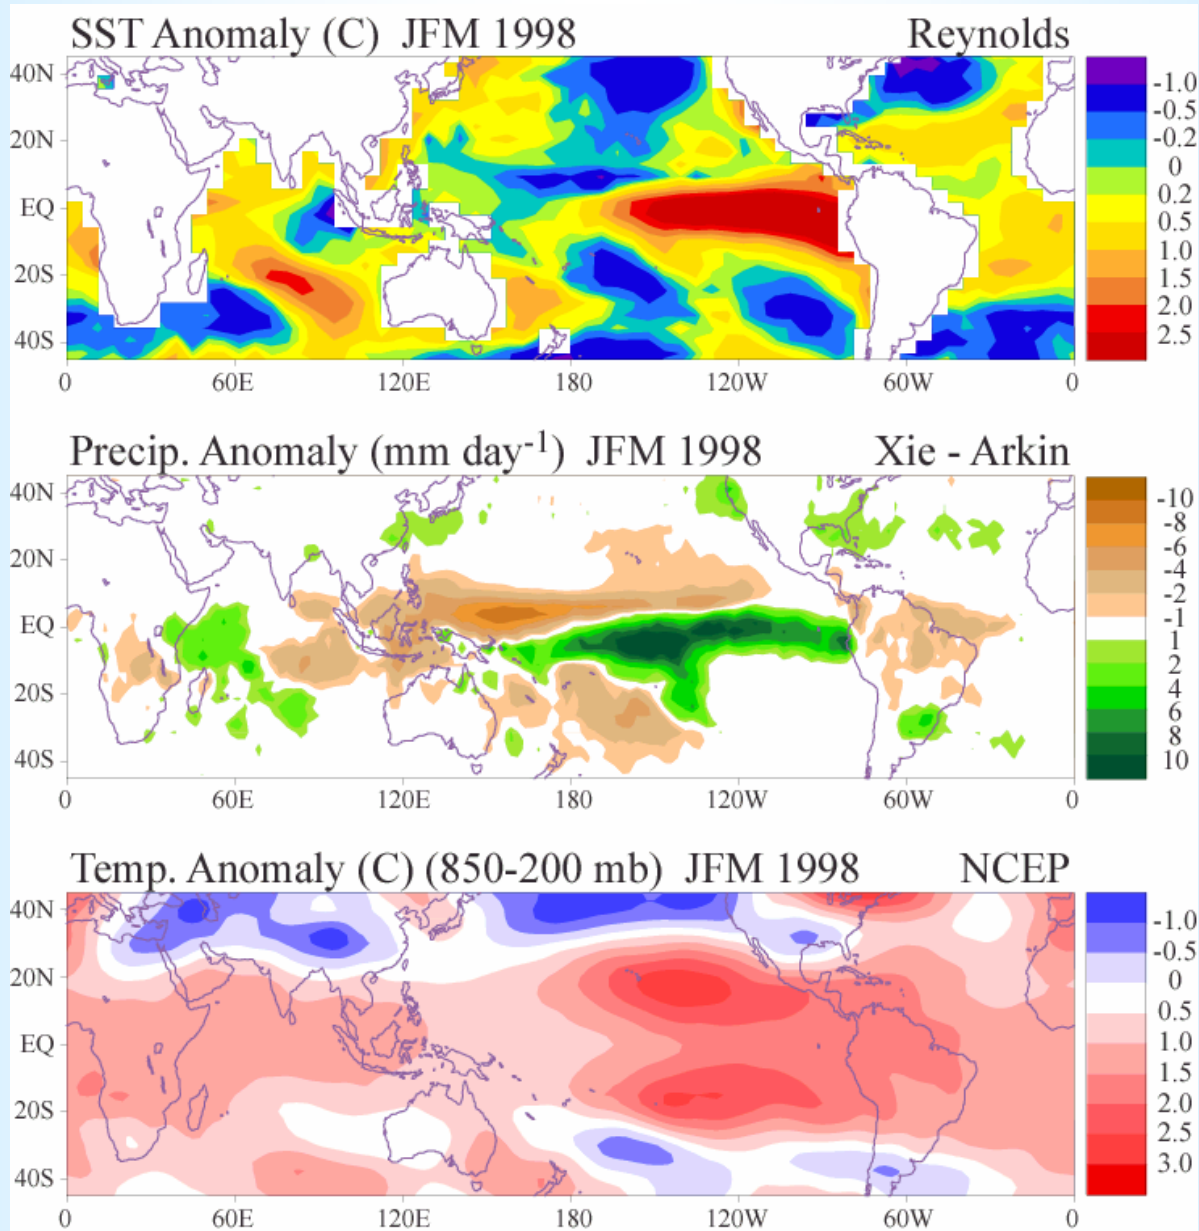 SST Anomaly (C) JFM 1998 Reynolds
40N
20N
EQ
20S
40S
0 60E 120E 180 120W 60W 0
-1.0
-0.5
-0.2
0
0.2
0.5
1.0
1.5
2.0
2.5
Precip. Anomaly (mm day-1) JFM 1998 Xie - Arkin
40N
20N
EQ
20S
40S
0 60E 120E 180 120W 60W 0
-10
-8
-6
-4
-2
-1
1
2
4
6
8
10
Temp. Anomaly (C) (850-200 mb) JFM 1998 NCEP
40N
20N
EQ
20S
40S
0 60E 120E 180 120W 60W 0
-1.0
-0.5
0
0.5
1.0
1.5
2.0
2.5
3.0